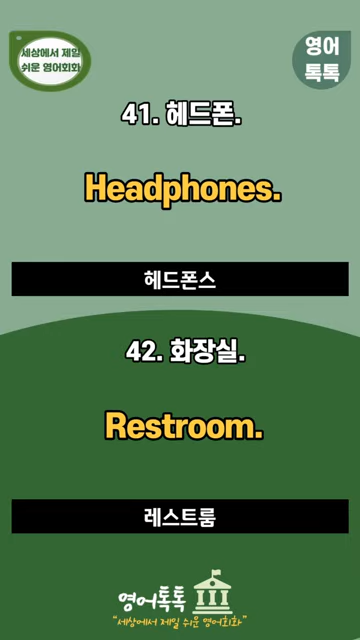 세상에서 제일
쉬운 영어회화
영어
톡톡
41. 헤드폰.
Headphones.
헤드폰스
42. 화장실.
Restroom.
레스트룸
영어톡톡
“세상에서 제일 쉬운 영어회화”